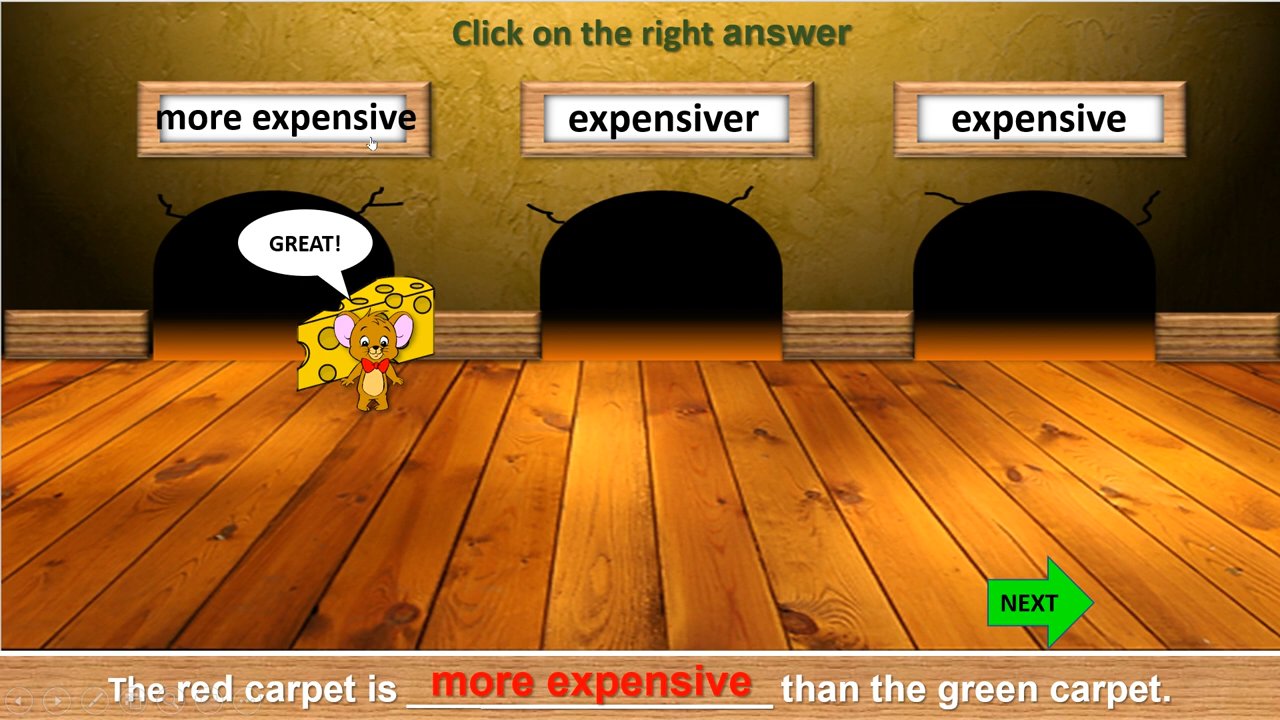 Click on the right answer
more expensive
expensiver
expensive
GREAT!
NEXT
The red carpet is more expensive than the green carpet.